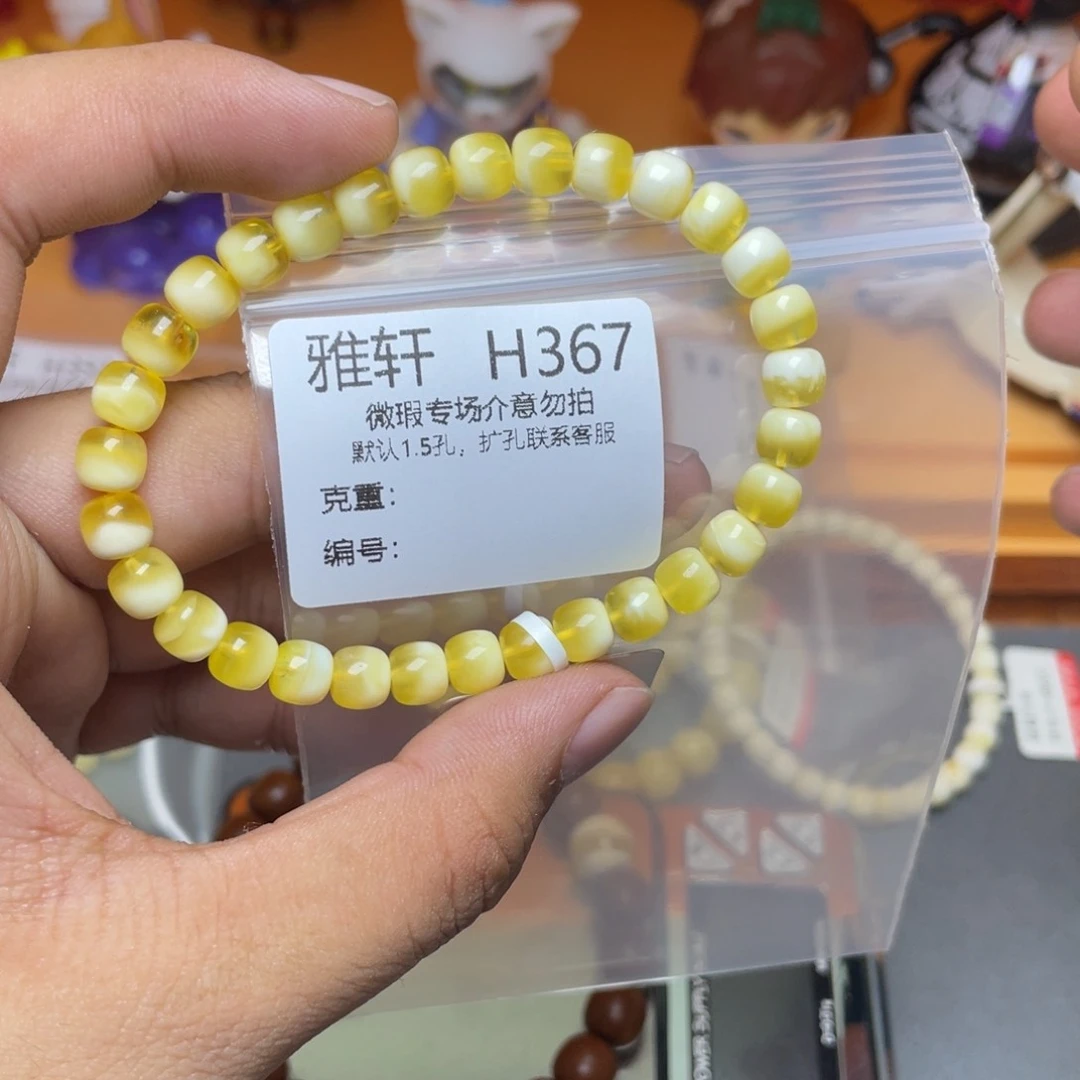 雅轩 H367
微瑕专场介意勿拍
默认1.5孔，扩孔联系客服
克重：
编号：